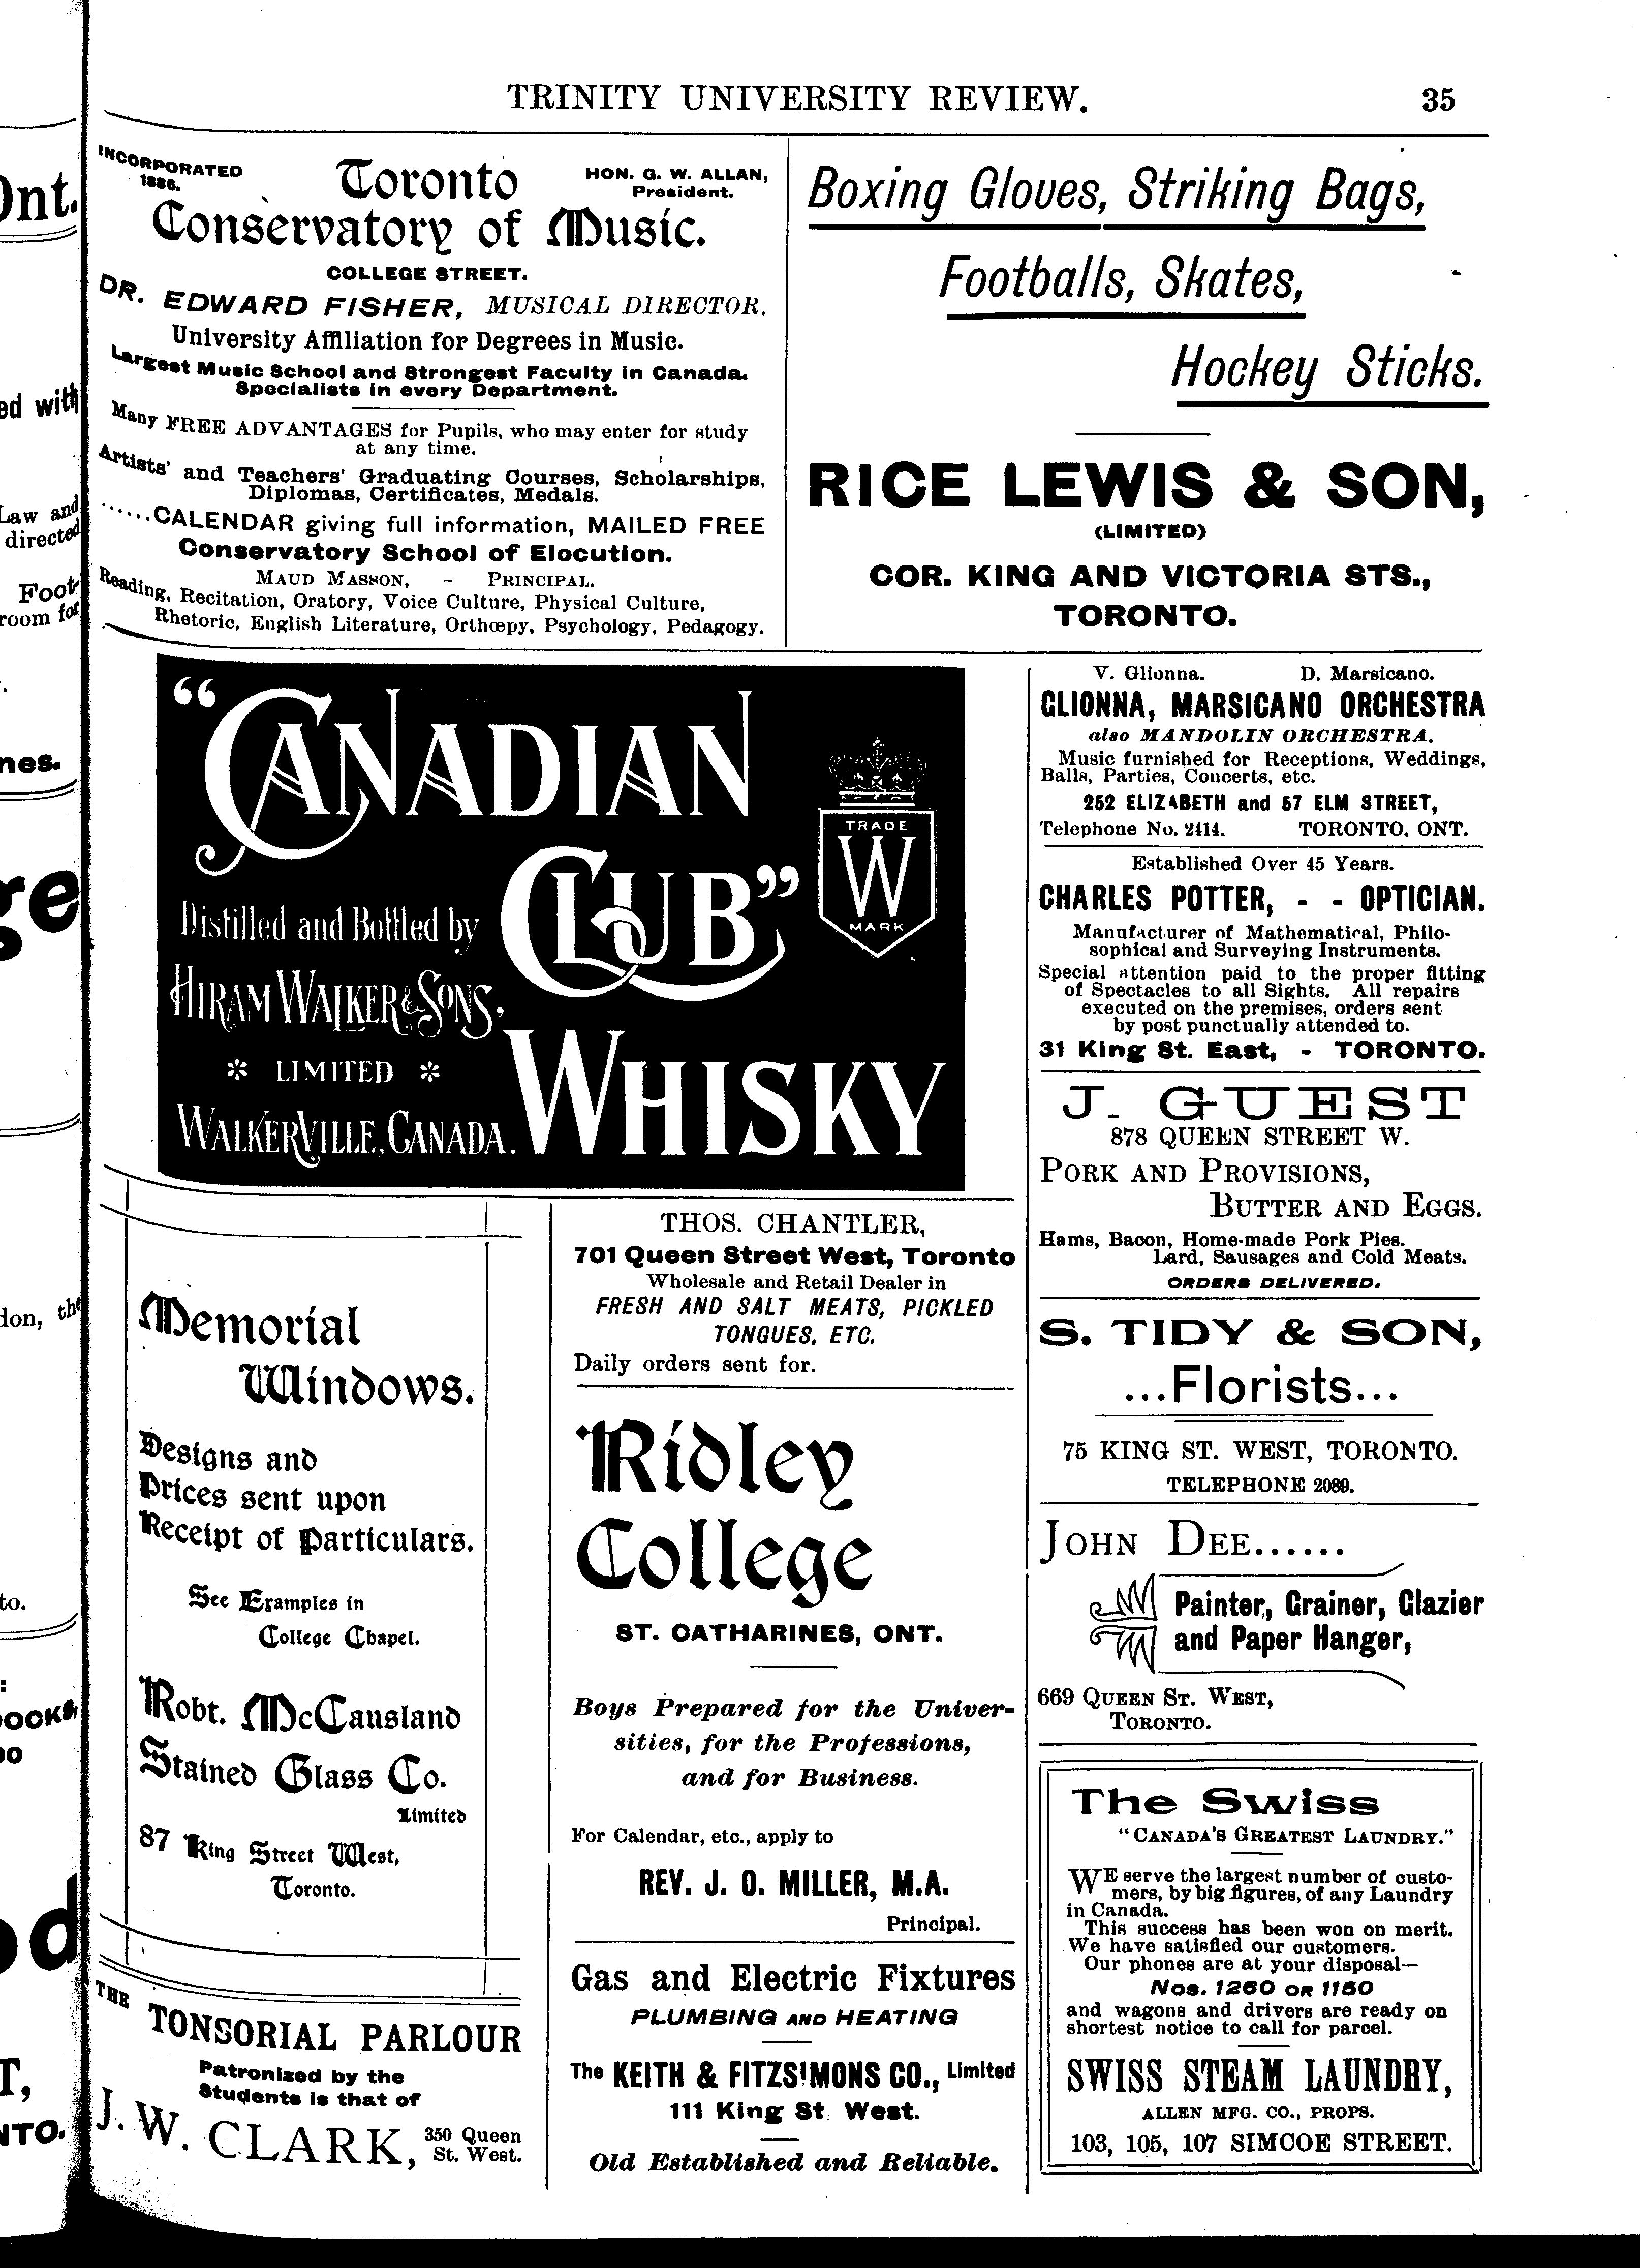 TRINITY UNIVERSITY REVIEW. 35
INCORPORATED
1886.
Toronto
HON. G. W. ALLAN,
President.
Conservatory of Music.
COLLEGE STREET.
DR. EDWARD FISHER, MUSICAL DIRECTOR.
University Affiliation for Degrees in Music.
Largest Music School and Strongest Faculty in Canada.
Specialists in every Department.
Many FREE ADVANTAGES for Pupils, who may enter for study
at any time.
Artists' and Teachers' Graduating Courses, Scholarships,
Diplomas, Certificates, Medals.
......CALENDAR giving full information, MAILED FREE
Conservatory School of Elocution.
MAUD MASSON, - PRINCIPAL.
Reading, Recitation, Oratory, Voice Culture, Physical Culture,
Rhetoric, English Literature, Orthœpy, Psychology, Pedagogy.
Boxing Gloves, Striking Bags,
Footballs, Skates,
Hockey Sticks.
RICE LEWIS & SON,
(LIMITED)
COR. KING AND VICTORIA STS.,
TORONTO.
"CANADIAN
CLUB"
WHISKY
Distilled and Bottled by
HIRAM WALKER & SONS,
* LIMITED *
WALKERVILLE, CANADA.
TRADE
W
MARK
V. Glionna. D. Marsicano.
GLIONNA, MARSICANO ORCHESTRA
also MANDOLIN ORCHESTRA.
Music furnished for Receptions, Weddings,
Balls, Parties, Concerts, etc.
252 ELIZABETH and 57 ELM STREET,
Telephone No. 2414. TORONTO, ONT.
Established Over 45 Years.
CHARLES POTTER, - - OPTICIAN.
Manufacturer of Mathematical, Philo-
sophical and Surveying Instruments.
Special attention paid to the proper fitting
of Spectacles to all Sights. All repairs
executed on the premises, orders sent
by post punctually attended to.
31 King St. East, - TORONTO.
J. GUEST
878 QUEEN STREET W.
PORK AND PROVISIONS,
BUTTER AND EGGS.
Hams, Bacon, Home-made Pork Pies.
Lard, Sausages and Cold Meats.
ORDERS DELIVERED.
S. TIDY & SON,
...Florists...
75 KING ST. WEST, TORONTO.
TELEPHONE 2089.
JOHN DEE......
Painter, Grainer, Glazier
and Paper Hanger,
669 QUEEN ST. WEST,
TORONTO.
The Swiss
"CANADA'S GREATEST LAUNDRY."
WE serve the largest number of custo-
mers, by big figures, of any Laundry
in Canada.
This success has been won on merit.
We have satisfied our customers.
Our phones are at your disposal—
Nos. 1260 OR 1150
and wagons and drivers are ready on
shortest notice to call for parcel.
SWISS STEAM LAUNDRY,
ALLEN MFG. CO., PROPS.
103, 105, 107 SIMCOE STREET.
Memorial
Windows.
Designs and
Prices sent upon
Receipt of Particulars.
See Examples in
College Chapel.
Robt. McCausland
Stained Glass Co.
Limited
87 King Street West,
Toronto.
THE TONSORIAL PARLOUR
Patronized by the
Students is that of
J. W. CLARK, 350 Queen
St. West.
THOS. CHANTLER,
701 Queen Street West, Toronto
Wholesale and Retail Dealer in
FRESH AND SALT MEATS, PICKLED
TONGUES, ETC.
Daily orders sent for.
Ridley
College
ST. CATHARINES, ONT.
Boys Prepared for the Univer-
sities, for the Professions,
and for Business.
For Calendar, etc., apply to
REV. J. O. MILLER, M.A.
Principal.
Gas and Electric Fixtures
PLUMBING AND HEATING
The KEITH & FITZSIMONS CO., Limited
111 King St. West.
Old Established and Reliable.
Ont.
with
Law and
directed
Foot-
room for